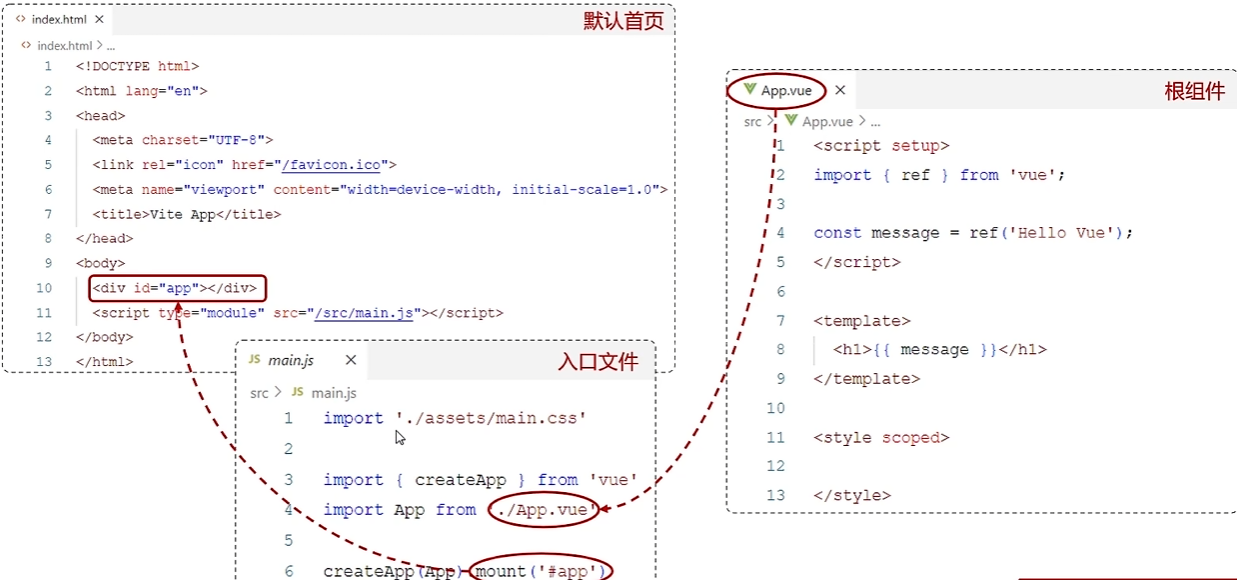 index.html ×
默认首页
index.html > ...
1 <!DOCTYPE html>
2 <html lang="en">
3 <head>
4 <meta charset="UTF-8">
5 <link rel="icon" href="/favicon.ico">
6 <meta name="viewport" content="width=device-width, initial-scale=1.0">
7 <title>Vite App</title>
8 </head>
9 <body>
10 <div id="app"></div>
11 <script type="module" src="/src/main.js"></script>
12 </body>
13 </html>
JS main.js ×
入口文件
src > JS main.js
1 import './assets/main.css'
2
3 import { createApp } from 'vue'
4 import App from './App.vue'
5
6 createApp(App).mount('#app')
App.vue ×
根组件
src > App.vue > ...
1 <script setup>
2 import { ref } from 'vue';
3
4 const message = ref('Hello Vue');
5 </script>
6
7 <template>
8 <h1>{{ message }}</h1>
9 </template>
10
11 <style scoped>
12
13 </style>